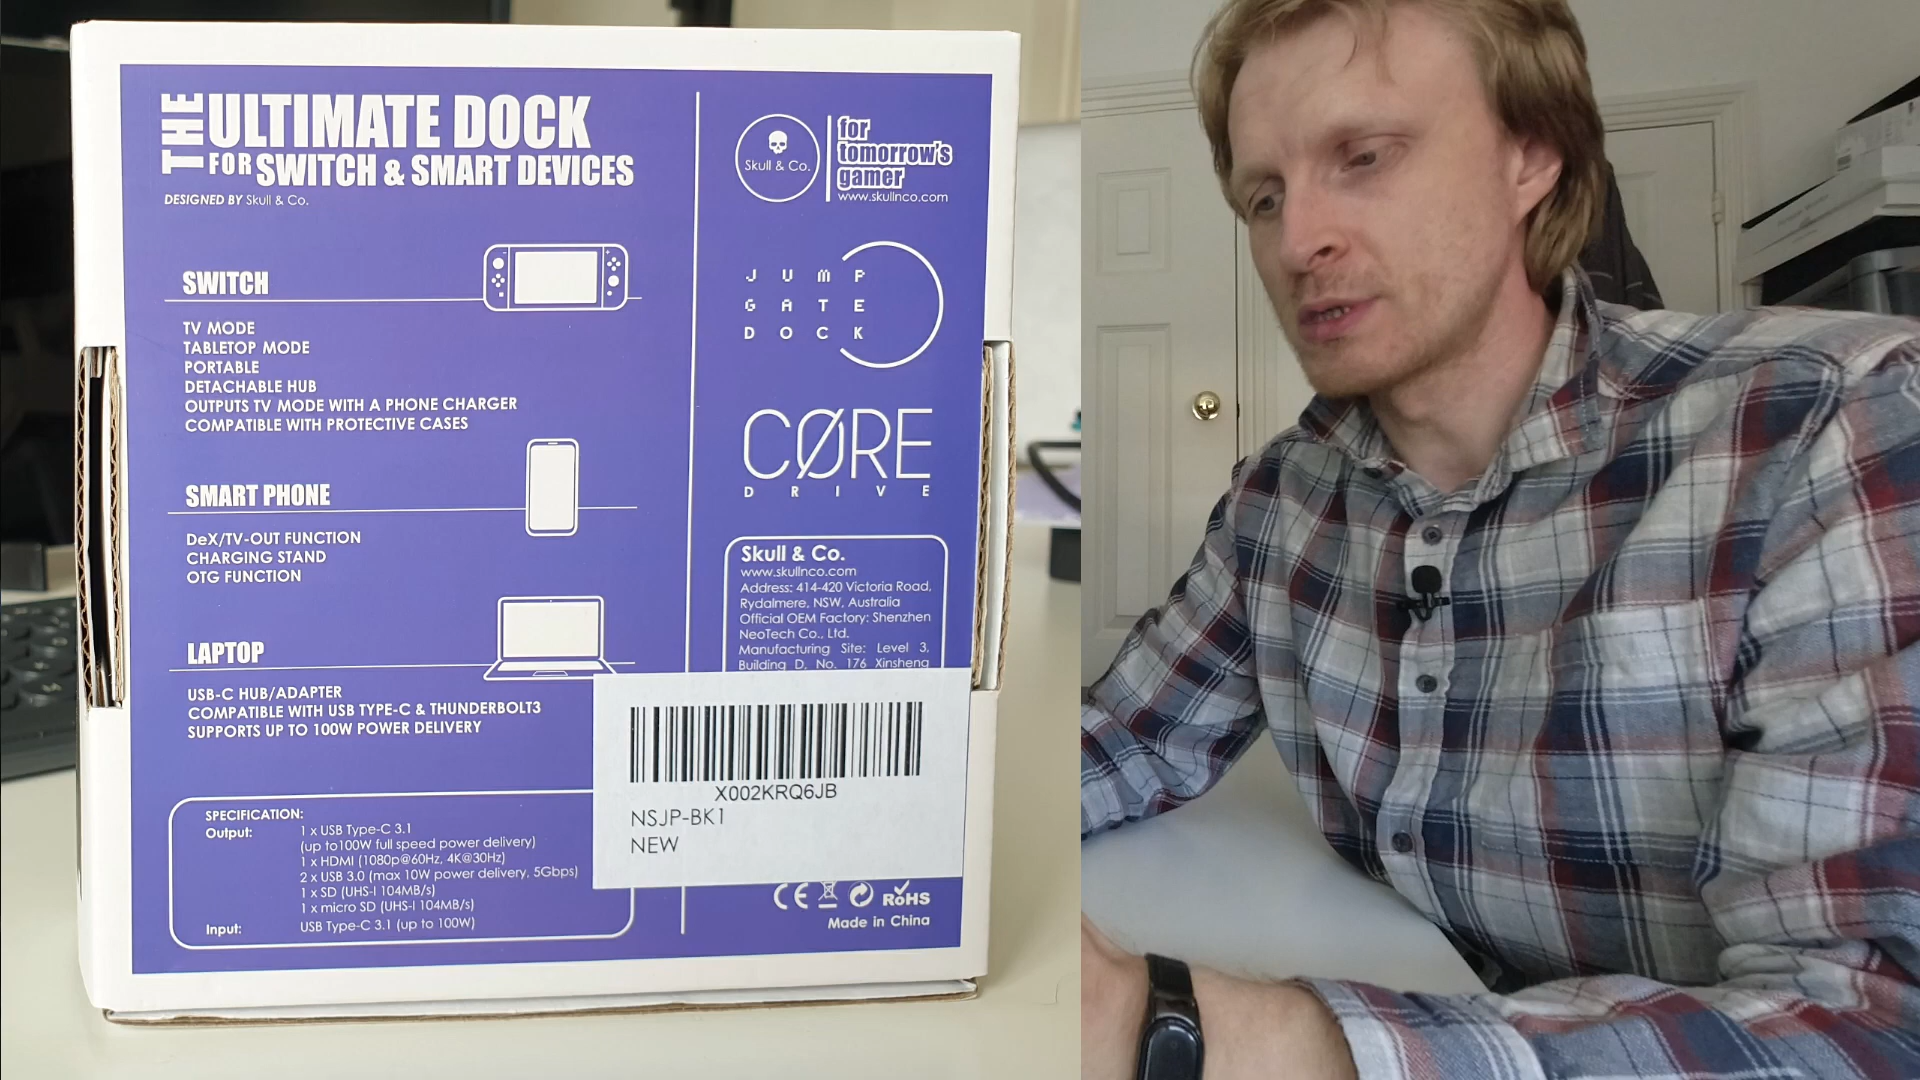 THE ULTIMATE DOCK
FOR SWITCH & SMART DEVICES
DESIGNED BY Skull & Co.
SWITCH
TV MODE
TABLETOP MODE
PORTABLE
DETACHABLE HUB
OUTPUTS TV MODE WITH A PHONE CHARGER
COMPATIBLE WITH PROTECTIVE CASES
SMART PHONE
DeX/TV-OUT FUNCTION
CHARGING STAND
OTG FUNCTION
LAPTOP
USB-C HUB/ADAPTER
COMPATIBLE WITH USB TYPE-C & THUNDERBOLT3
SUPPORTS UP TO 100W POWER DELIVERY
SPECIFICATION:
Output: 1 x USB Type-C 3.1
(up to100W full speed power delivery)
1 x HDMI (1080p@60Hz, 4K@30Hz)
2 x USB 3.0 (max 10W power delivery, 5Gbps)
1 x SD (UHS-I 104MB/s)
1 x micro SD (UHS-I 104MB/s)
Input: USB Type-C 3.1 (up to 100W)
Skull & Co.
for
tomorrow's
gamer
www.skullnco.com
JUMP
GATE
DOCK
CØRE
DRIVE
Skull & Co.
www.skullnco.com
Address: 414-420 Victoria Road,
Rydalmere, NSW, Australia
Official OEM Factory: Shenzhen
NeoTech Co., Ltd.
Manufacturing Site: Level 3,
Building D, No. 176 Xinsheng
X002KRQ6JB
NSJP-BK1
NEW
CE RoHS
Made in China